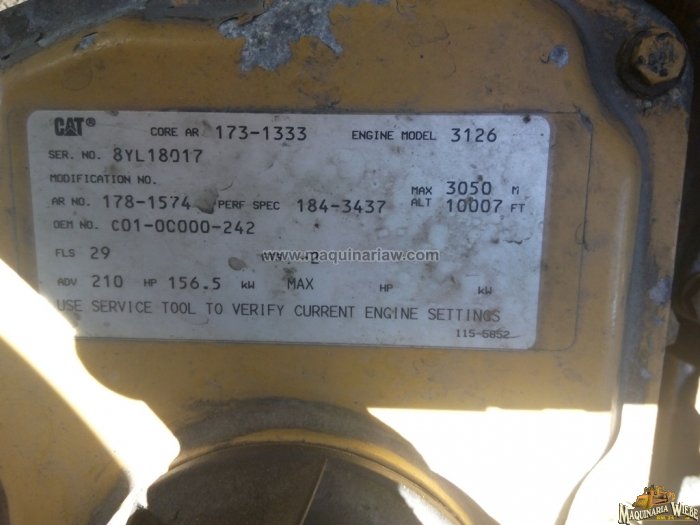 CAT® CORE AR 173-1333 ENGINE MODEL 3126
SER. NO. 8YL18017
MODIFICATION NO.
AR NO. 178-1574 PERF SPEC 184-3437 MAX ALT 3050 M 10007 FT
OEM NO. C01-0C000-242
www.maquinariaw.com
FLS 29
ADV 210 HP 156.5 kW MAX HP kW
USE SERVICE TOOL TO VERIFY CURRENT ENGINE SETTINGS
115-5852
MAQUINARIA WIEBE